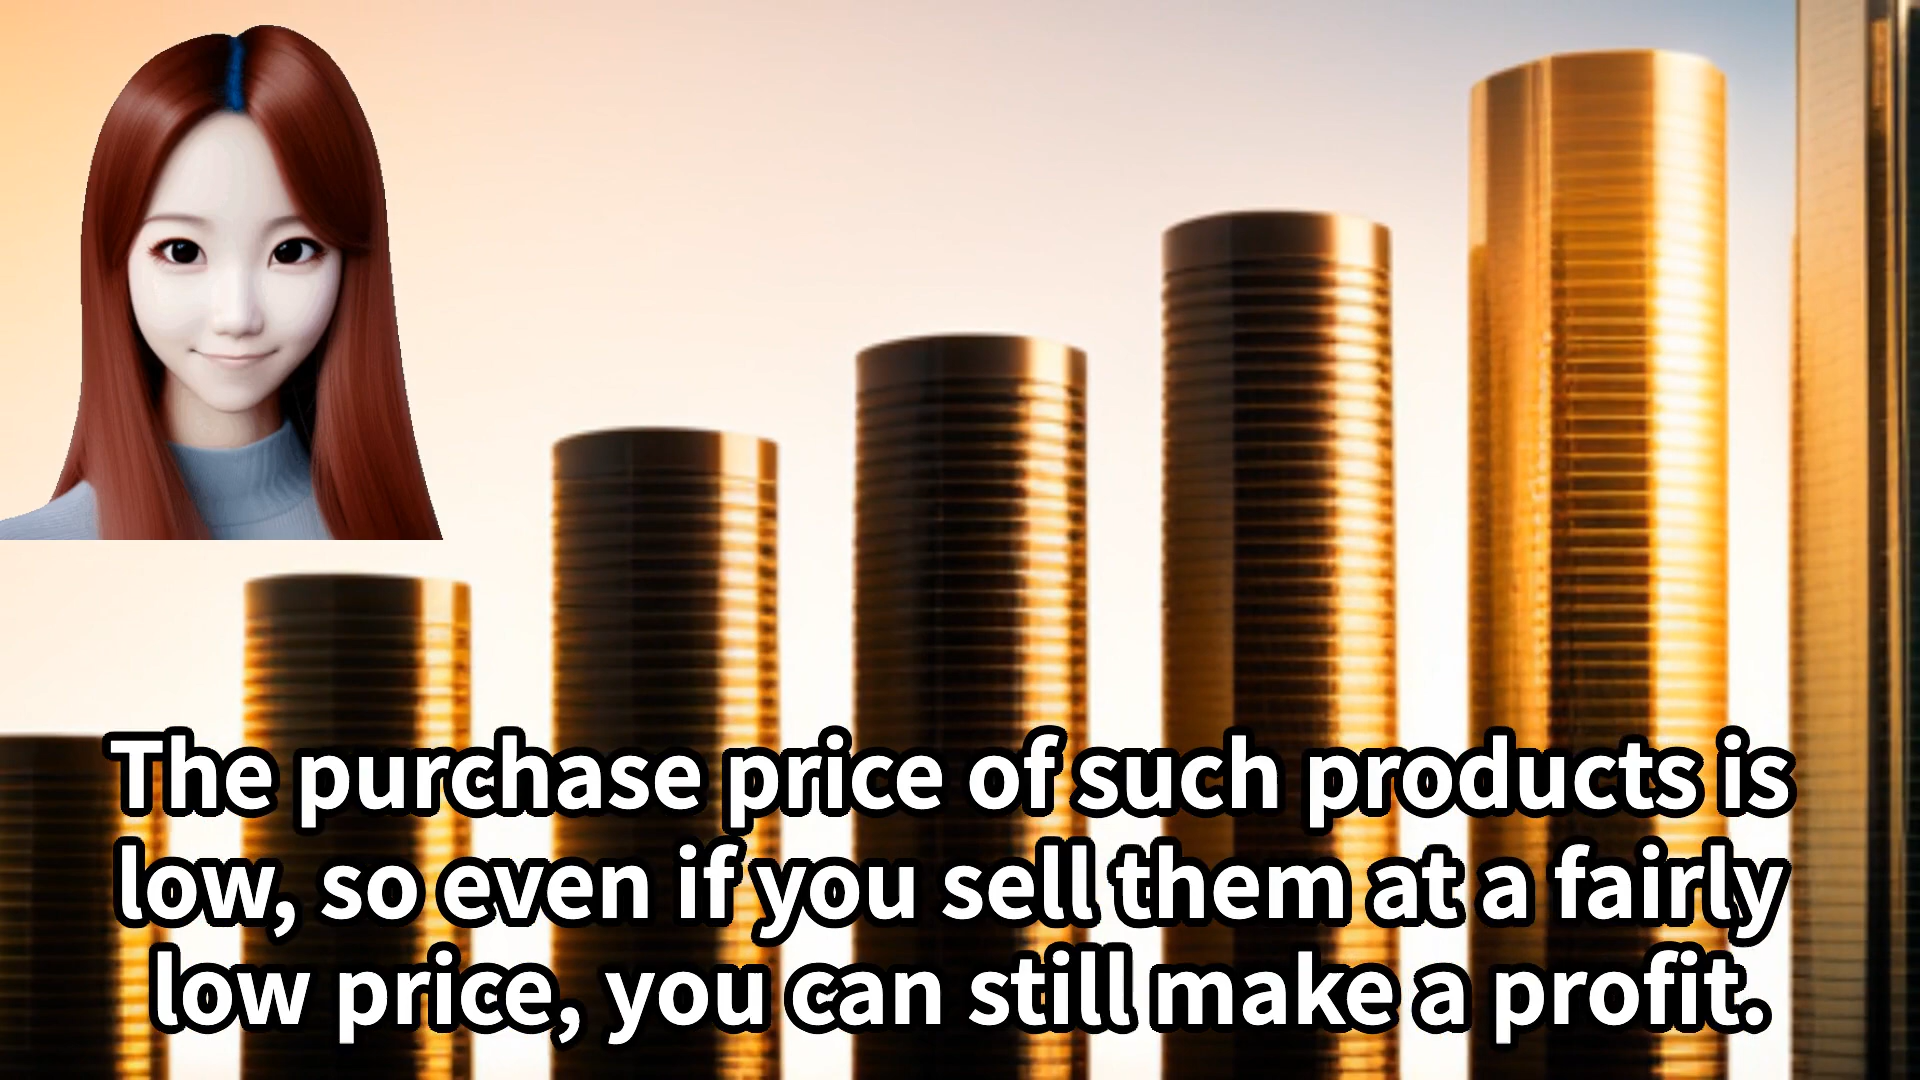 The purchase price of such products is
low, so even if you sell them at a fairly
low price, you can still make a profit.